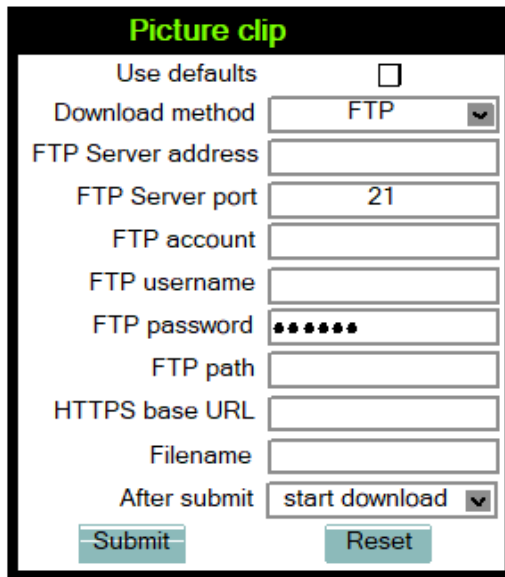 Picture clip
Use defaults
Download method FTP
FTP Server address
FTP Server port 21
FTP account
FTP username
FTP password ••••••
FTP path
HTTPS base URL
Filename
After submit start download
Submit Reset